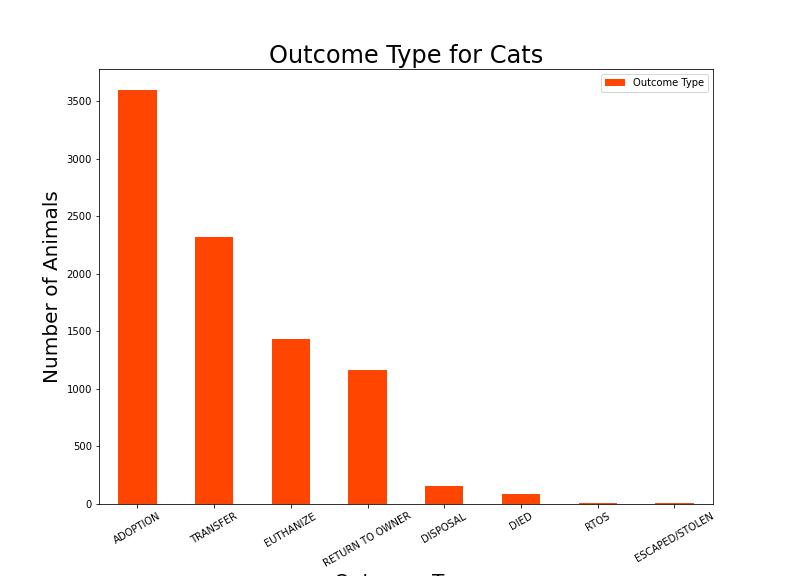 Outcome Type for Cats
Outcome Type
Number of Animals
3500
3000
2500
2000
1500
1000
500
0
ADOPTION
TRANSFER
EUTHANIZE
RETURN TO OWNER
DISPOSAL
DIED
RTOS
ESCAPED/STOLEN